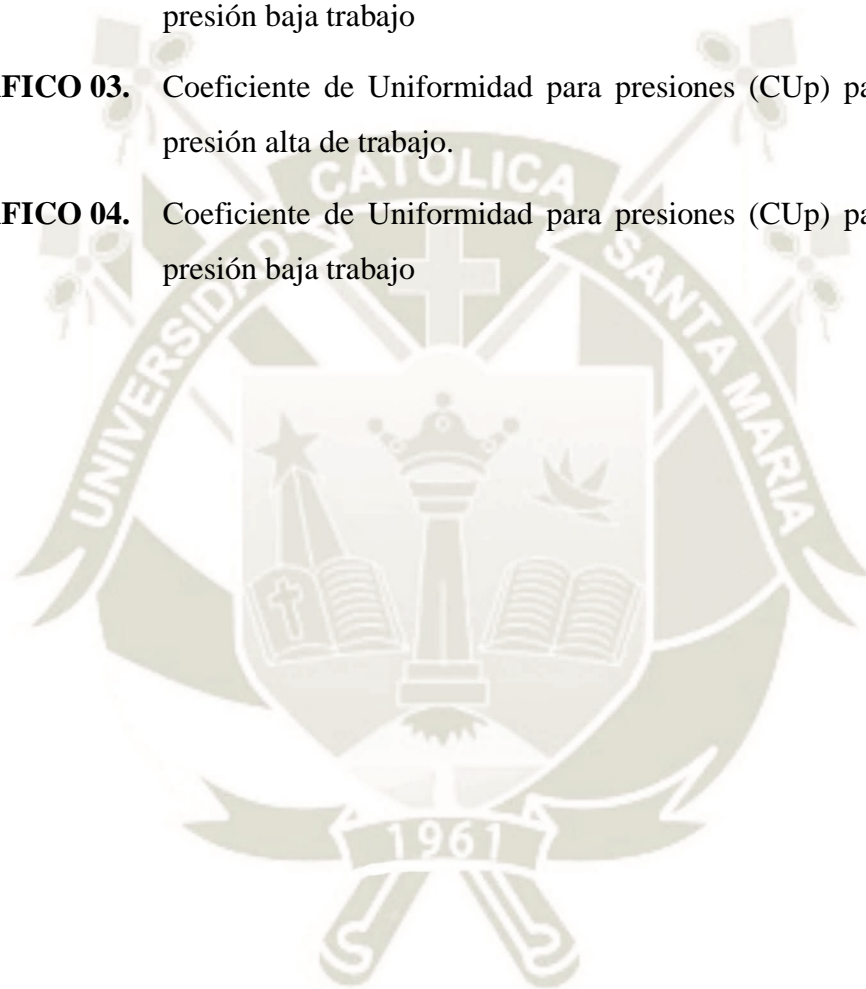 presión baja trabajo
FICO 03. Coeficiente de Uniformidad para presiones (CUp) pa
presión alta de trabajo.
FICO 04. Coeficiente de Uniformidad para presiones (CUp) pa
presión baja trabajo
UNIVERSIDAD CATOLICA SANTA MARIA
1961